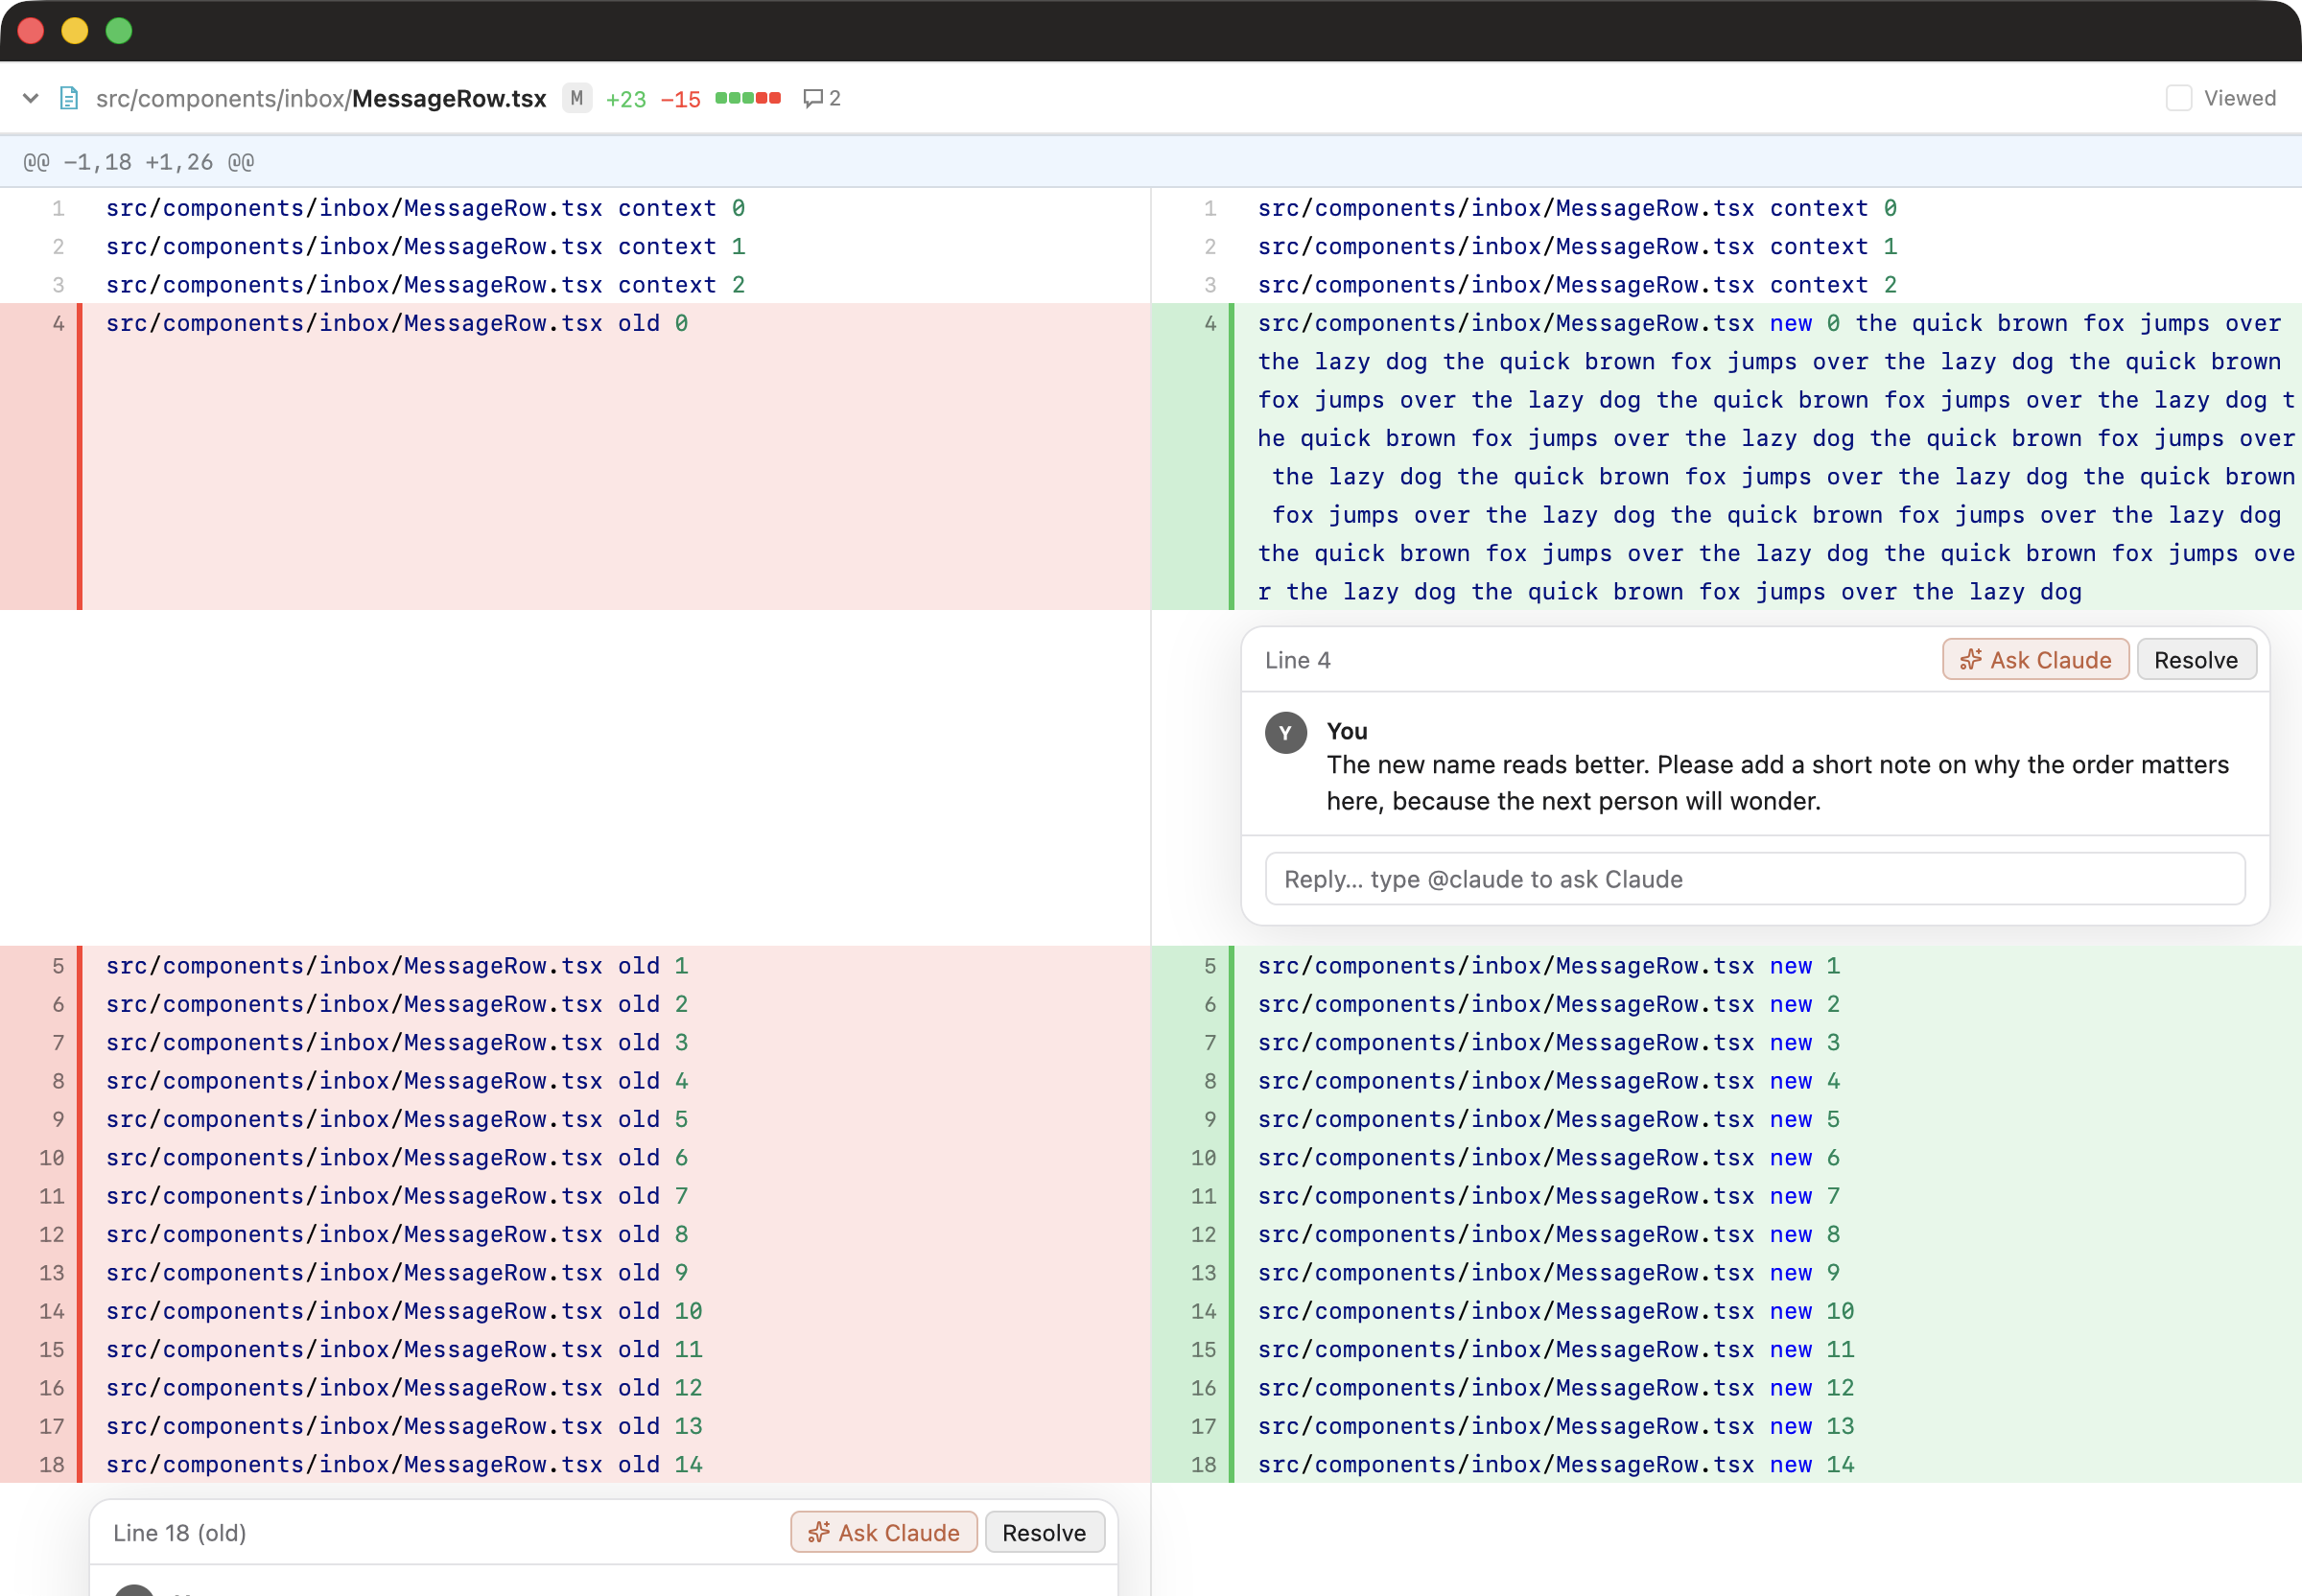 src/components/inbox/MessageRow.tsx M +23 −15 2 Viewed
@@ −1,18 +1,26 @@
1 src/components/inbox/MessageRow.tsx context 0
2 src/components/inbox/MessageRow.tsx context 1
3 src/components/inbox/MessageRow.tsx context 2
4 src/components/inbox/MessageRow.tsx old 0
1 src/components/inbox/MessageRow.tsx context 0
2 src/components/inbox/MessageRow.tsx context 1
3 src/components/inbox/MessageRow.tsx context 2
4 src/components/inbox/MessageRow.tsx new 0 the quick brown fox jumps over
the lazy dog the quick brown fox jumps over the lazy dog the quick brown
fox jumps over the lazy dog the quick brown fox jumps over the lazy dog t
he quick brown fox jumps over the lazy dog the quick brown fox jumps over
the lazy dog the quick brown fox jumps over the lazy dog the quick brown
fox jumps over the lazy dog the quick brown fox jumps over the lazy dog
the quick brown fox jumps over the lazy dog the quick brown fox jumps ove
r the lazy dog the quick brown fox jumps over the lazy dog
Line 4 Ask Claude Resolve
Y You
The new name reads better. Please add a short note on why the order matters
here, because the next person will wonder.
Reply... type @claude to ask Claude
5 src/components/inbox/MessageRow.tsx old 1
6 src/components/inbox/MessageRow.tsx old 2
7 src/components/inbox/MessageRow.tsx old 3
8 src/components/inbox/MessageRow.tsx old 4
9 src/components/inbox/MessageRow.tsx old 5
10 src/components/inbox/MessageRow.tsx old 6
11 src/components/inbox/MessageRow.tsx old 7
12 src/components/inbox/MessageRow.tsx old 8
13 src/components/inbox/MessageRow.tsx old 9
14 src/components/inbox/MessageRow.tsx old 10
15 src/components/inbox/MessageRow.tsx old 11
16 src/components/inbox/MessageRow.tsx old 12
17 src/components/inbox/MessageRow.tsx old 13
18 src/components/inbox/MessageRow.tsx old 14
5 src/components/inbox/MessageRow.tsx new 1
6 src/components/inbox/MessageRow.tsx new 2
7 src/components/inbox/MessageRow.tsx new 3
8 src/components/inbox/MessageRow.tsx new 4
9 src/components/inbox/MessageRow.tsx new 5
10 src/components/inbox/MessageRow.tsx new 6
11 src/components/inbox/MessageRow.tsx new 7
12 src/components/inbox/MessageRow.tsx new 8
13 src/components/inbox/MessageRow.tsx new 9
14 src/components/inbox/MessageRow.tsx new 10
15 src/components/inbox/MessageRow.tsx new 11
16 src/components/inbox/MessageRow.tsx new 12
17 src/components/inbox/MessageRow.tsx new 13
18 src/components/inbox/MessageRow.tsx new 14
Line 18 (old) Ask Claude Resolve